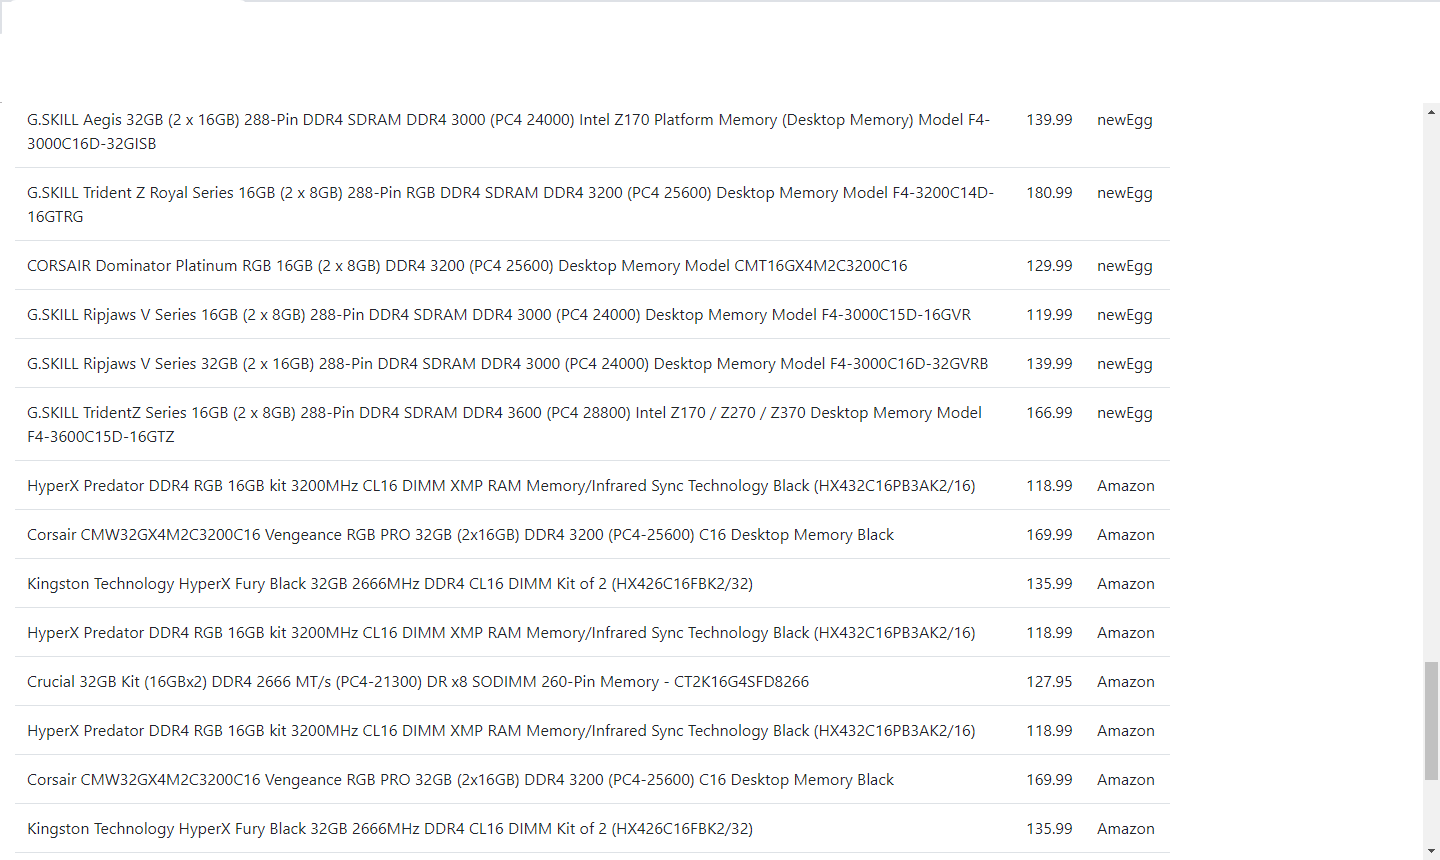 G.SKILL Aegis 32GB (2 x 16GB) 288-Pin DDR4 SDRAM DDR4 3000 (PC4 24000) Intel Z170 Platform Memory (Desktop Memory) Model F4- 139.99 newEgg
3000C16D-32GISB
G.SKILL Trident Z Royal Series 16GB (2 x 8GB) 288-Pin RGB DDR4 SDRAM DDR4 3200 (PC4 25600) Desktop Memory Model F4-3200C14D- 180.99 newEgg
16GTRG
CORSAIR Dominator Platinum RGB 16GB (2 x 8GB) DDR4 3200 (PC4 25600) Desktop Memory Model CMT16GX4M2C3200C16 129.99 newEgg
G.SKILL Ripjaws V Series 16GB (2 x 8GB) 288-Pin DDR4 SDRAM DDR4 3000 (PC4 24000) Desktop Memory Model F4-3000C15D-16GVR 119.99 newEgg
G.SKILL Ripjaws V Series 32GB (2 x 16GB) 288-Pin DDR4 SDRAM DDR4 3000 (PC4 24000) Desktop Memory Model F4-3000C16D-32GVRB 139.99 newEgg
G.SKILL TridentZ Series 16GB (2 x 8GB) 288-Pin DDR4 SDRAM DDR4 3600 (PC4 28800) Intel Z170 / Z270 / Z370 Desktop Memory Model 166.99 newEgg
F4-3600C15D-16GTZ
HyperX Predator DDR4 RGB 16GB kit 3200MHz CL16 DIMM XMP RAM Memory/Infrared Sync Technology Black (HX432C16PB3AK2/16) 118.99 Amazon
Corsair CMW32GX4M2C3200C16 Vengeance RGB PRO 32GB (2x16GB) DDR4 3200 (PC4-25600) C16 Desktop Memory Black 169.99 Amazon
Kingston Technology HyperX Fury Black 32GB 2666MHz DDR4 CL16 DIMM Kit of 2 (HX426C16FBK2/32) 135.99 Amazon
HyperX Predator DDR4 RGB 16GB kit 3200MHz CL16 DIMM XMP RAM Memory/Infrared Sync Technology Black (HX432C16PB3AK2/16) 118.99 Amazon
Crucial 32GB Kit (16GBx2) DDR4 2666 MT/s (PC4-21300) DR x8 SODIMM 260-Pin Memory - CT2K16G4SFD8266 127.95 Amazon
HyperX Predator DDR4 RGB 16GB kit 3200MHz CL16 DIMM XMP RAM Memory/Infrared Sync Technology Black (HX432C16PB3AK2/16) 118.99 Amazon
Corsair CMW32GX4M2C3200C16 Vengeance RGB PRO 32GB (2x16GB) DDR4 3200 (PC4-25600) C16 Desktop Memory Black 169.99 Amazon
Kingston Technology HyperX Fury Black 32GB 2666MHz DDR4 CL16 DIMM Kit of 2 (HX426C16FBK2/32) 135.99 Amazon